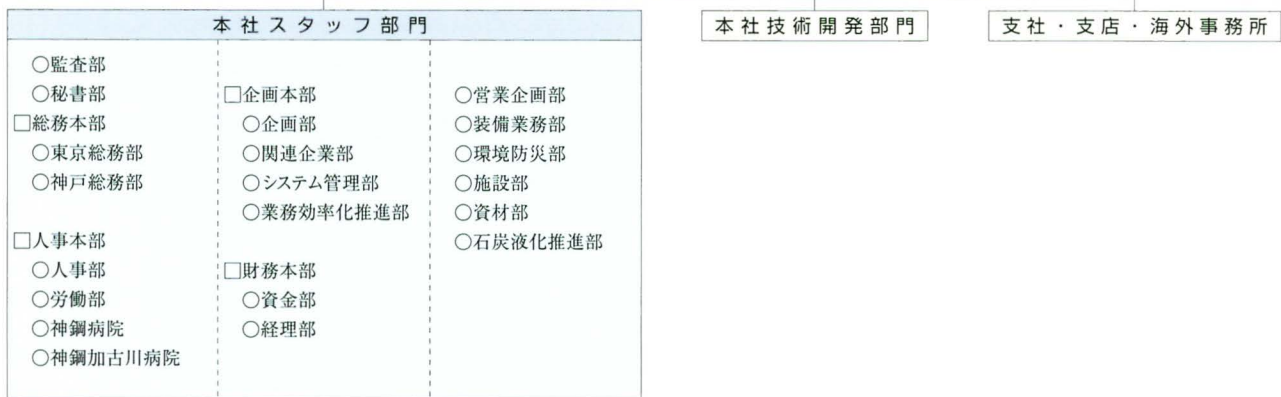 本社スタッフ部門
○監査部
○秘書部
□総務本部
○東京総務部
○神戸総務部
□人事本部
○人事部
○労働部
○神鋼病院
○神鋼加古川病院
□企画本部
○企画部
○関連企業部
○システム管理部
○業務効率化推進部
□財務本部
○資金部
○経理部
○営業企画部
○装備業務部
○環境防災部
○施設部
○資材部
○石炭液化推進部
本社技術開発部門
支社・支店・海外事務所